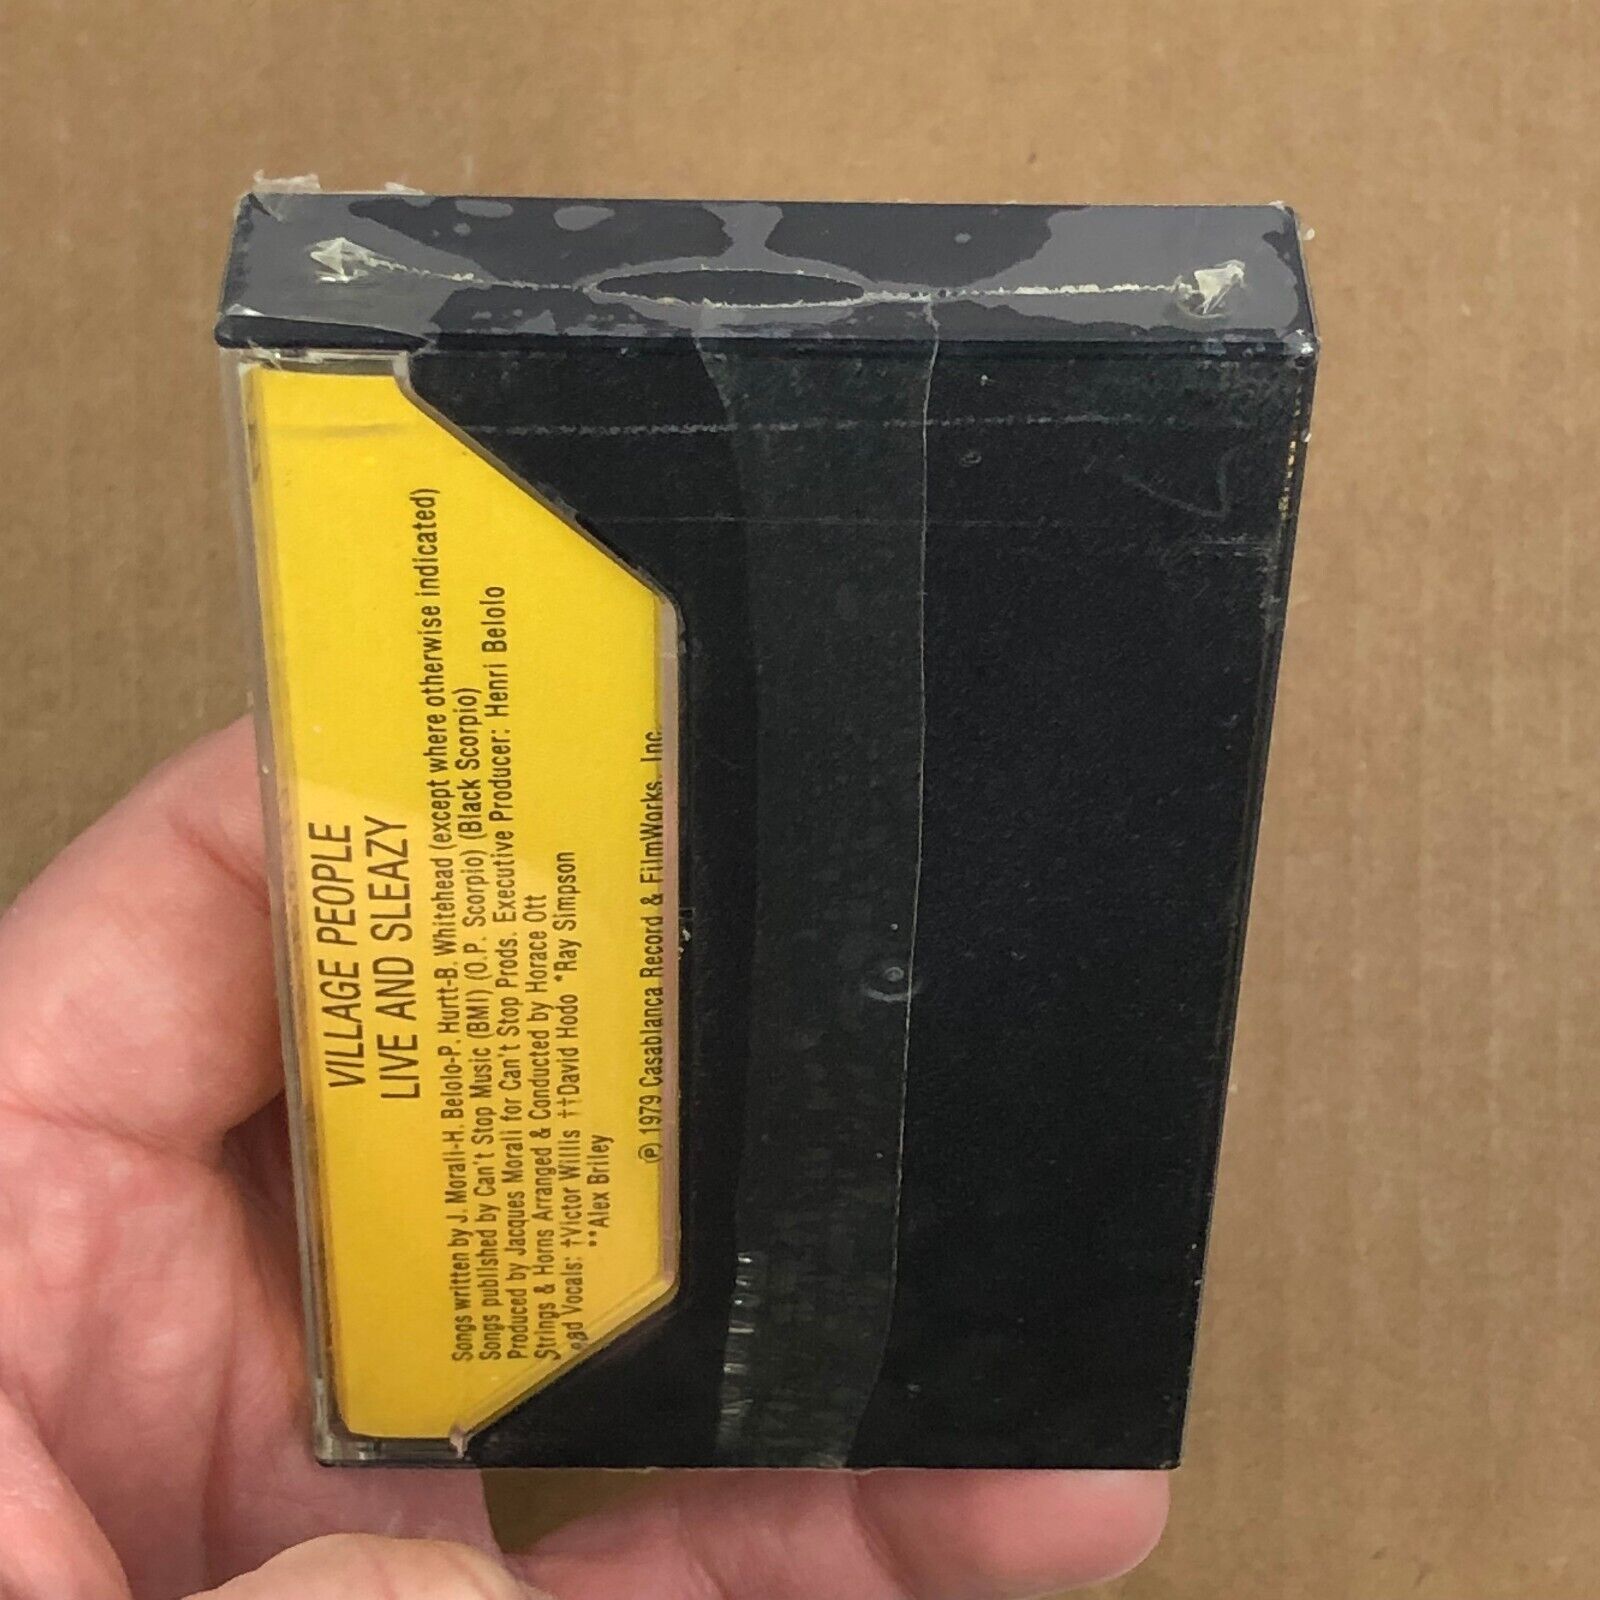 VILLAGE PEOPLE
LIVE AND SLEAZY
Songs written by J. Morali-H. Belolo-P. Hurtt-B. Whitehead (except where otherwise indicated)
Songs published by Can't Stop Music (BMI) (O.P. Scorpio) (Black Scorpio)
Produced by Jacques Morali for Can't Stop Prods. Executive Producer: Henri Belolo
Strings & Horns Arranged & Conducted by Horace Ott
ead Vocals: †Victor Willis ††David Hodo *Ray Simpson
**Alex Briley
℗ 1979 Casablanca Record & FilmWorks, Inc.